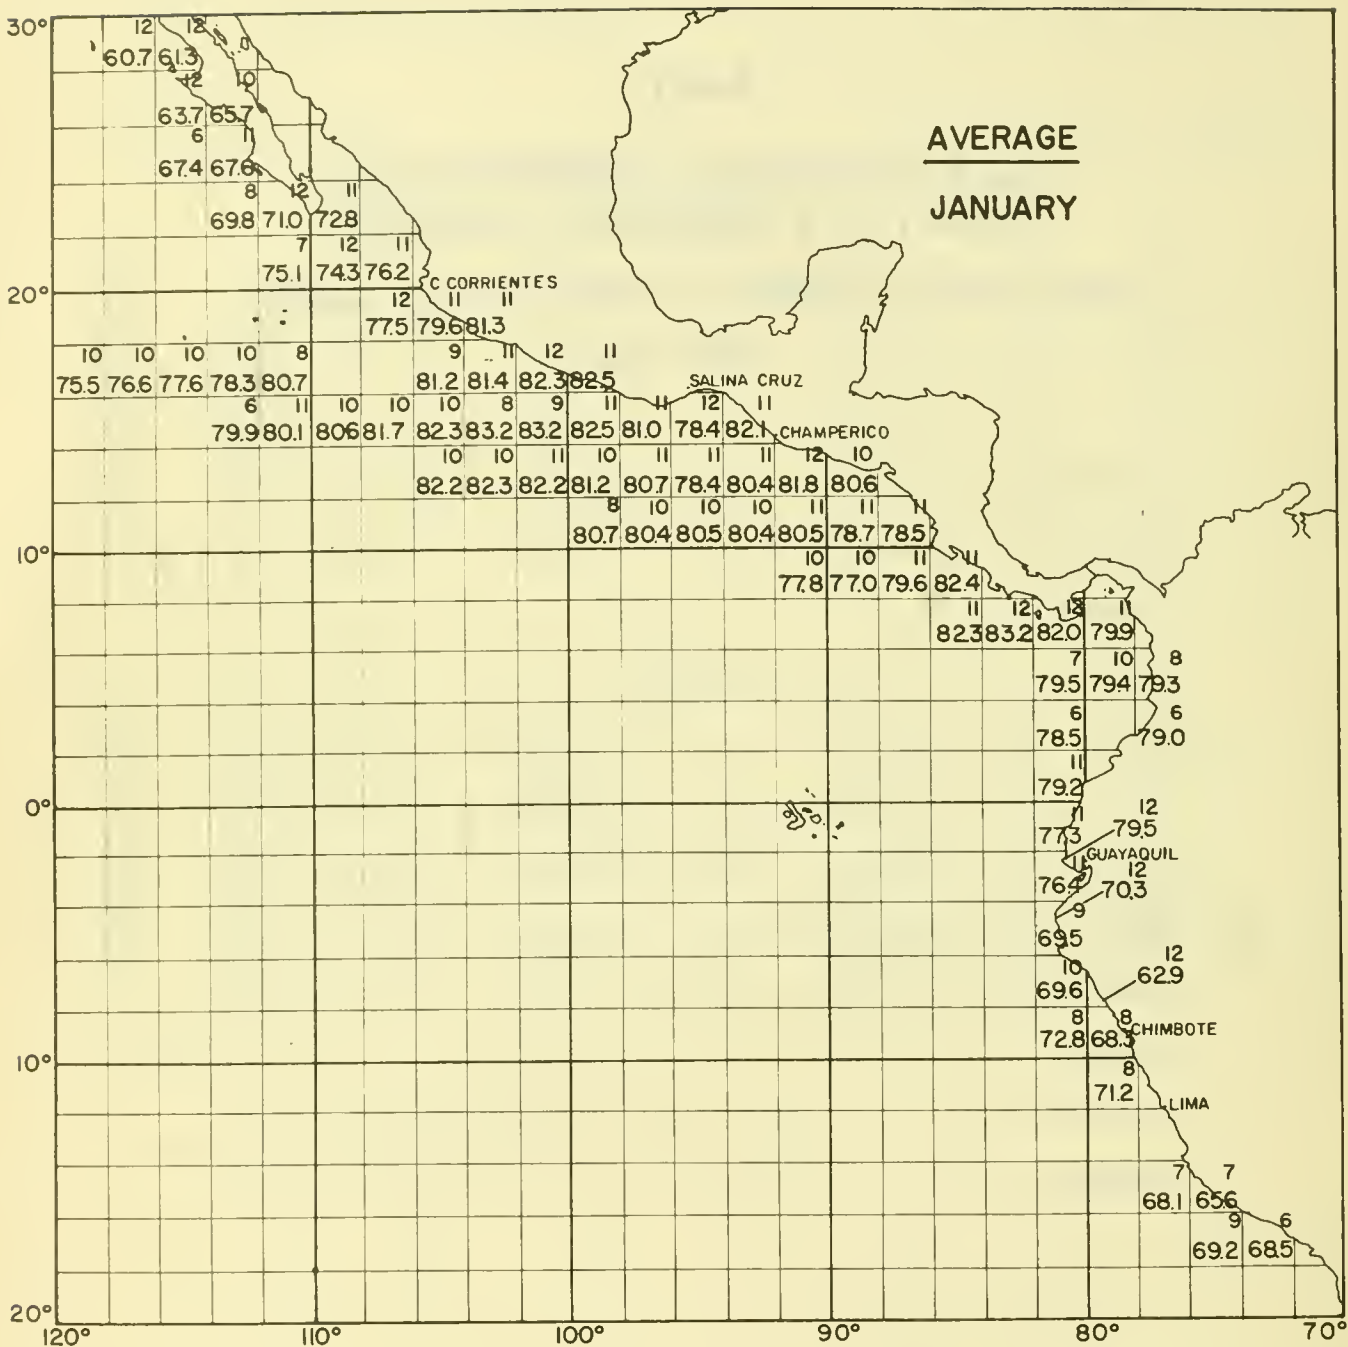 30°
12 12
60.7 61.3
12 10
AVERAGE
63.7 65.7
6 11
67.4 67.6
8 12 11
JANUARY
69.8 71.0 72.8
7 12 11
75.1 74.3 76.2
C CORRIENTES
20°
12 11 11
77.5 79.6 81.3
10 10 10 10 8 9 11 12 11
75.5 76.6 77.6 78.3 80.7 81.2 81.4 82.3 82.5
SALINA CRUZ
6 11 10 10 10 8 9 11 11 12 11
79.9 80.1 80.6 81.7 82.3 83.2 83.2 82.5 81.0 78.4 82.1
CHAMPERICO
10 10 11 10 11 11 11 12 10
82.2 82.3 82.2 81.2 80.7 78.4 80.4 81.8 80.6
8 10 10 10 11 11 11
80.7 80.4 80.5 80.4 80.5 78.7 78.5
10°
10 10 11 11
77.8 77.0 79.6 82.4
11 12 12 11
82.3 83.2 82.0 79.9
7 10 8
79.5 79.4 79.3
6 6
78.5 79.0
11
79.2
0°
11 12
77.3 79.5
GUAYAQUIL
11 12
76.4 70.3
9
69.5
12
10 62.9
69.6
8 8
72.8 68.3 CHIMBOTE
10°
8
71.2
LIMA
7 7
68.1 65.6
9 6
69.2 68.5
20°
120° 110° 100° 90° 80° 70°